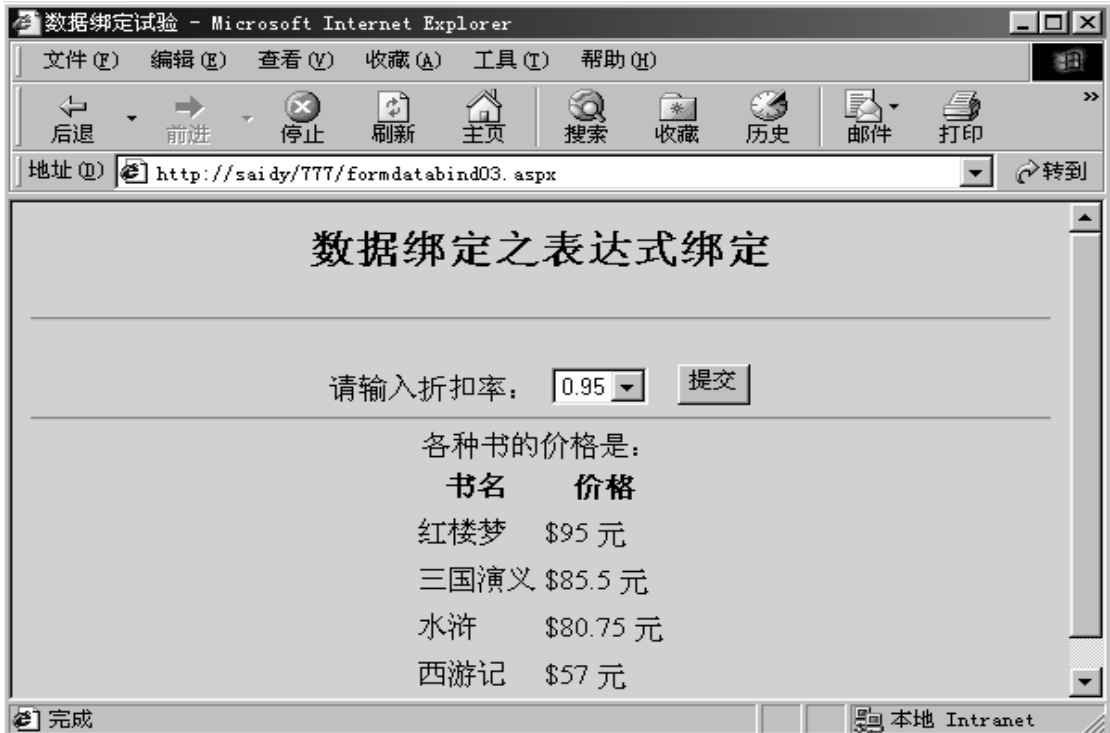 数据绑定试验 - Microsoft Internet Explorer
文件(F) 编辑(E) 查看(V) 收藏(A) 工具(T) 帮助(H)
后退 前进 停止 刷新 主页 搜索 收藏 历史 邮件 打印 »
地址(D) http://saidy/777/formdatabind03.aspx 转到
数据绑定之表达式绑定
请输入折扣率： 0.95 提交
各种书的价格是：
书名 价格
红楼梦 $95 元
三国演义 $85.5 元
水浒 $80.75 元
西游记 $57 元
完成 本地 Intranet